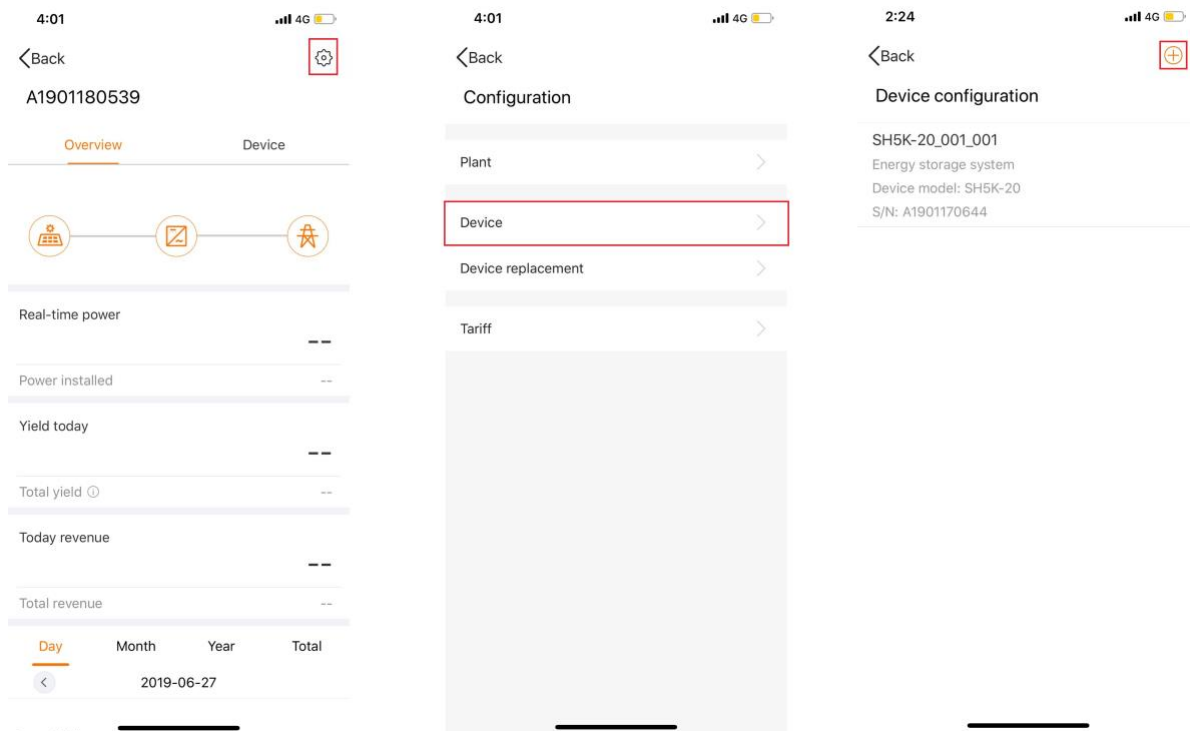 4:01
4G
Back
A1901180539
Overview
Device
Real-time power
--
Power installed
--
Yield today
--
Total yield
--
Today revenue
--
Total revenue
--
Day Month Year Total
2019-06-27
4:01
4G
Back
Configuration
Plant
Device
Device replacement
Tariff
2:24
4G
Back
Device configuration
SH5K-20_001_001
Energy storage system
Device model: SH5K-20
S/N: A1901170644